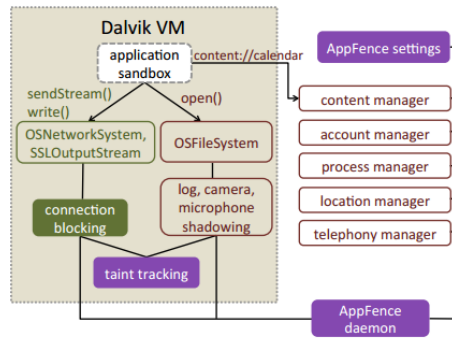 Dalvik VM
application
sandbox
content://calendar
AppFence settings
sendStream()
write()
open()
content manager
OSNetworkSystem,
SSLOutputStream
OSFileSystem
account manager
process manager
log, camera,
microphone
shadowing
connection
blocking
location manager
telephony manager
taint tracking
AppFence
daemon